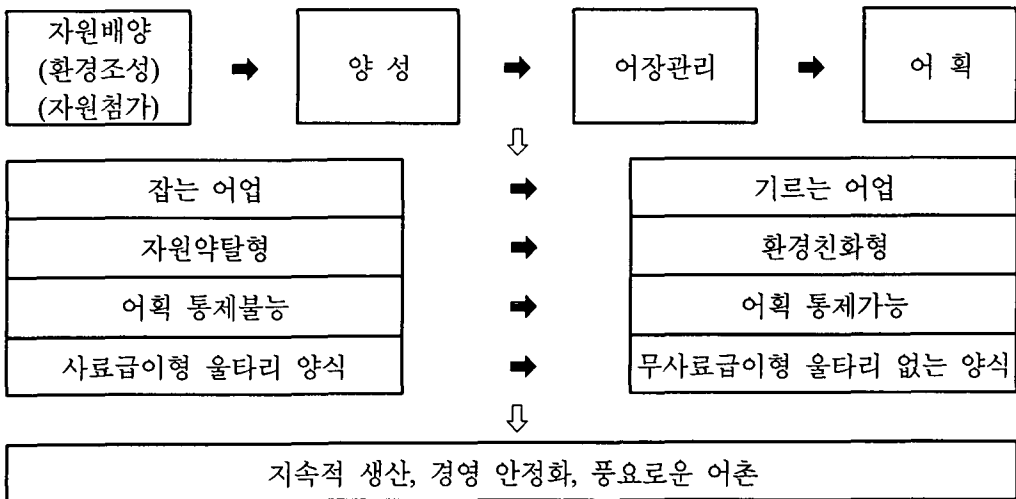 자원배양
(환경조성)
(자원첨가)
➡
양 성
➡
어장관리
➡
어 획
⇩
잡는 어업 ➡ 기르는 어업
자원약탈형 ➡ 환경친화형
어획 통제불능 ➡ 어획 통제가능
사료급이형 울타리 양식 ➡ 무사료급이형 울타리 없는 양식
⇩
지속적 생산, 경영 안정화, 풍요로운 어촌